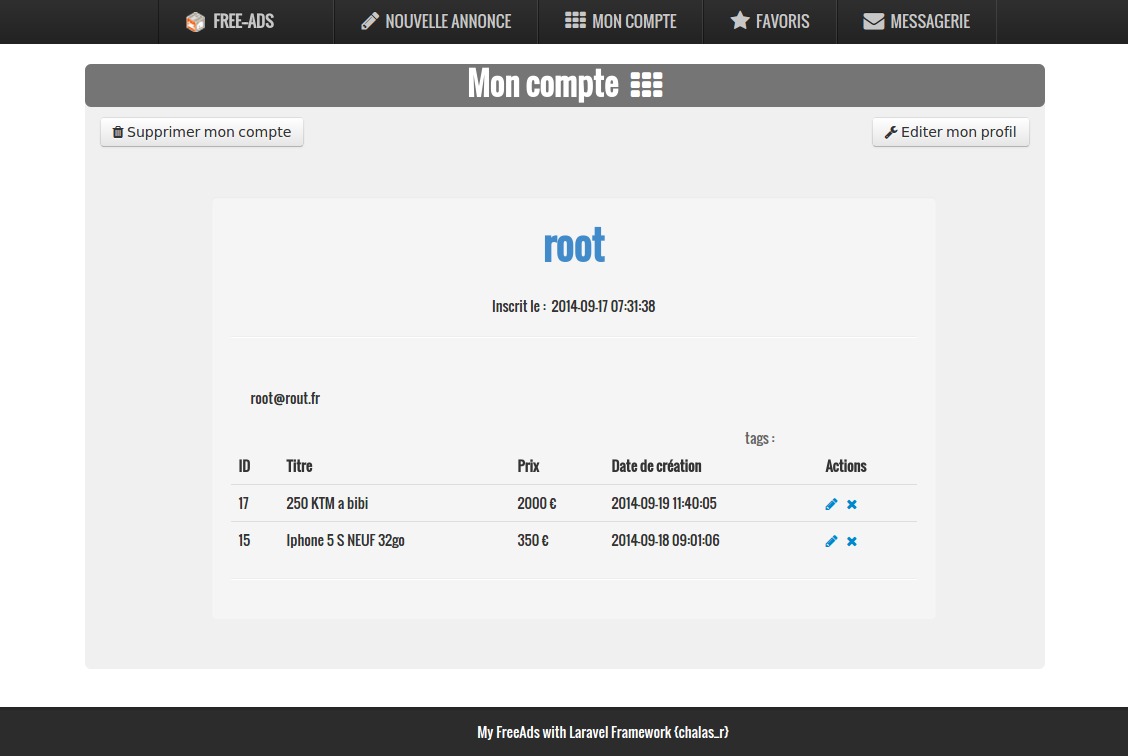 FREE-ADS NOUVELLE ANNONCE MON COMPTE FAVORIS MESSAGERIE
Mon compte
Supprimer mon compte Editer mon profil
root
Inscrit le : 2014-09-17 07:31:38
root@rout.fr
tags :
ID Titre Prix Date de création Actions
17 250 KTM a bibi 2000 € 2014-09-19 11:40:05
15 Iphone 5 S NEUF 32go 350 € 2014-09-18 09:01:06
My FreeAds with Laravel Framework {chalas_r}